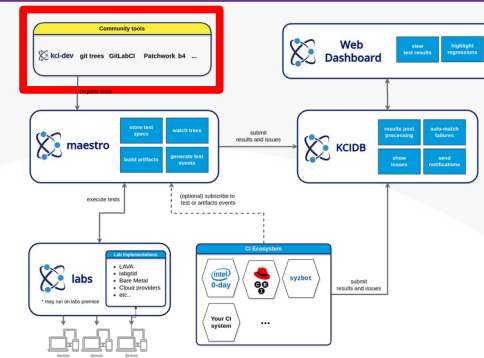 Community tools
kci-dev git trees GitLabCI Patchwork b4 ...
request tests
Web Dashboard
view test results
highlight regressions
maestro
store test specs
watch trees
build artifacts
generate test events
submit results and issues
KCIDB
results post processing
auto-match failures
show issues
send notifications
execute tests
(optional) subscribe to
test or artifacts events
labs
* may run on labs premise
Lab Implementations
• LAVA
• labgrid
• Bare Metal
• Cloud providers
• etc..
devices
devices
devices
CI Ecosystem
intel
0-day
C K I
syzbot
Your CI
system
...
submit
results and issues